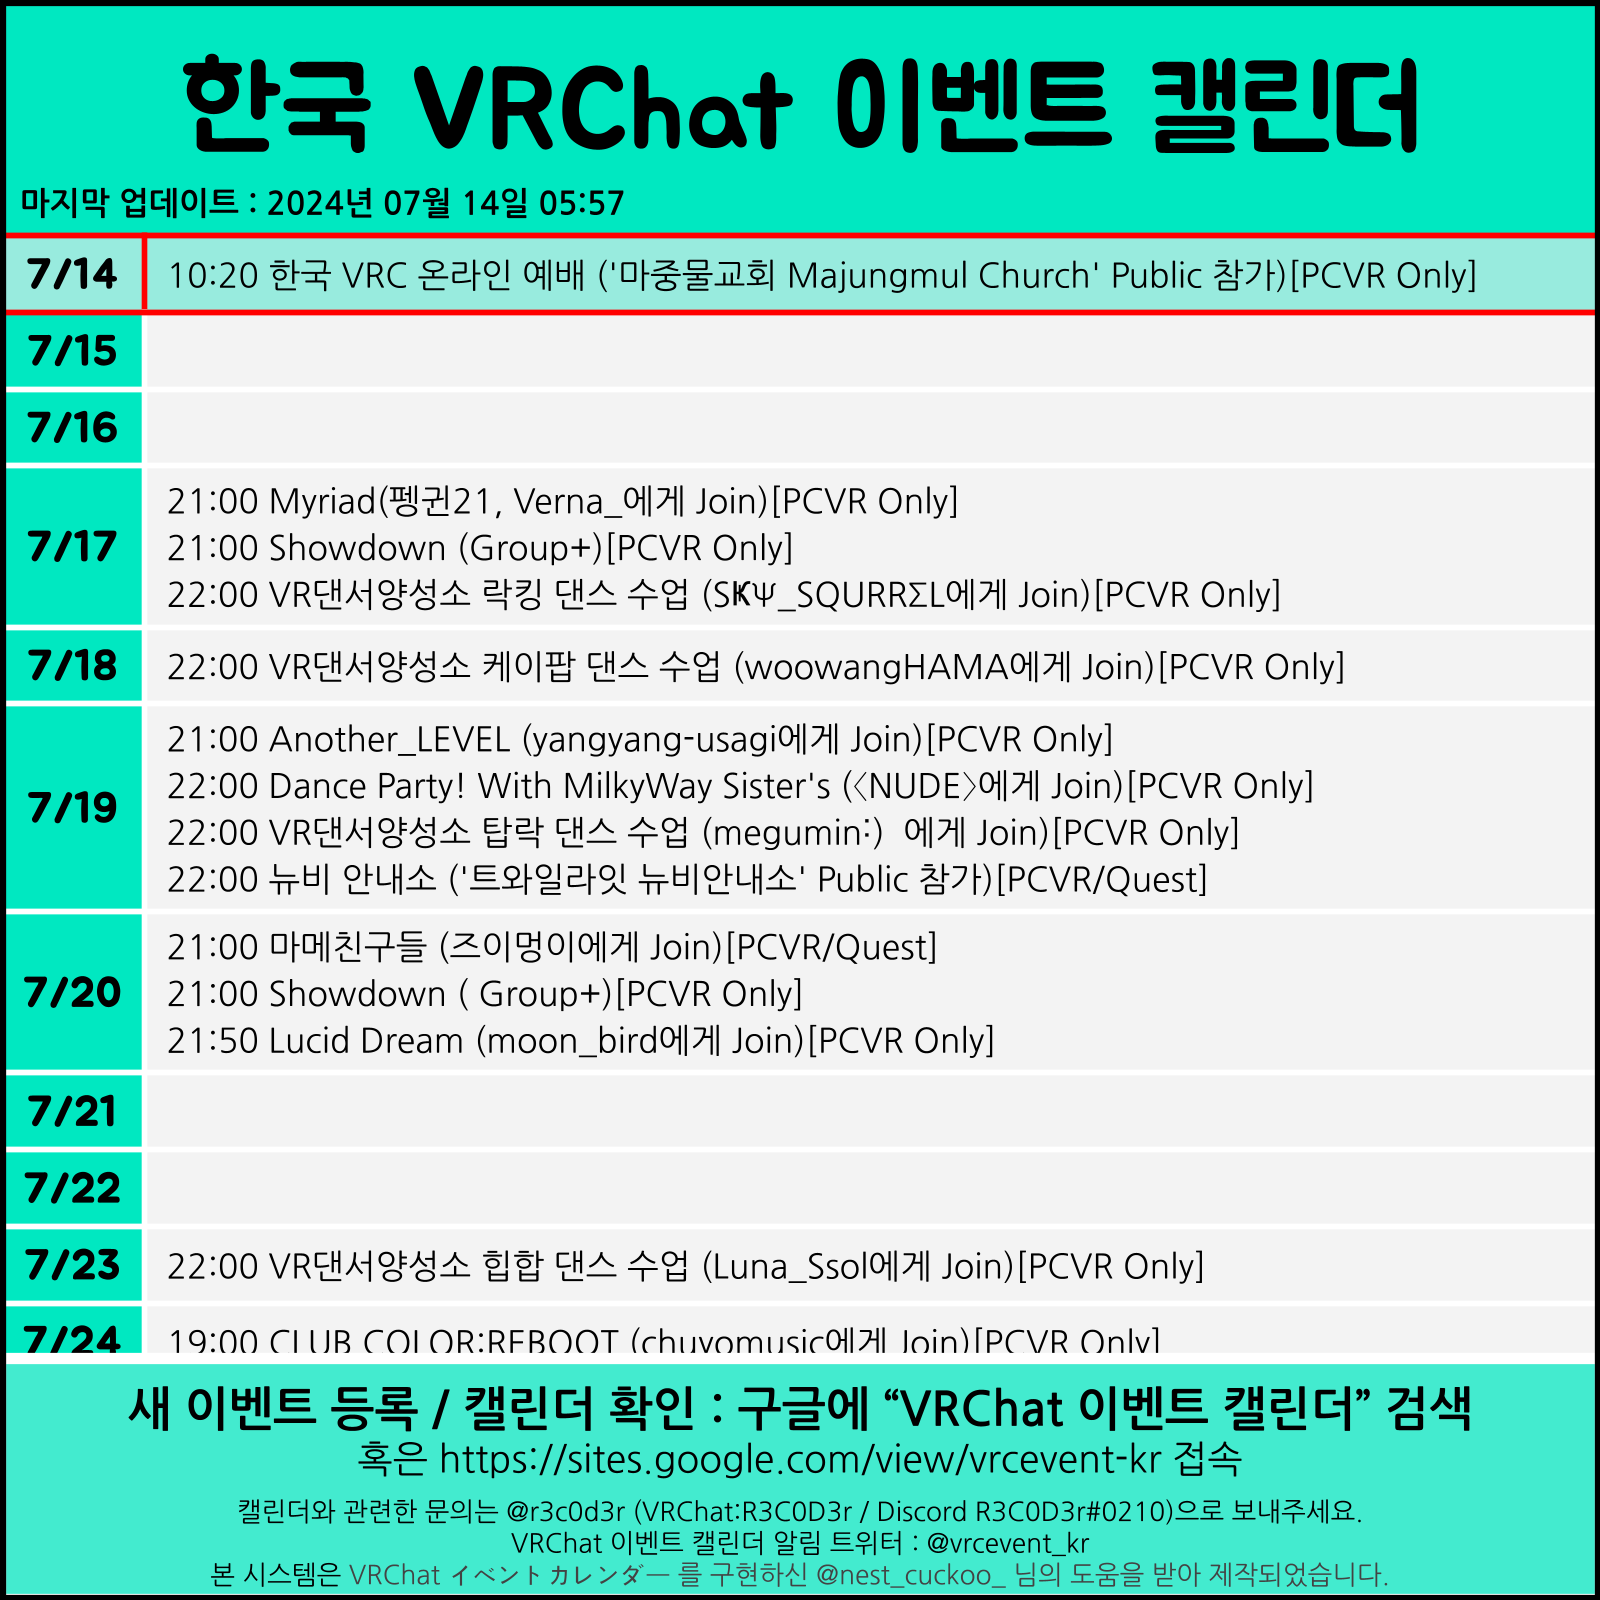 한국 VRChat 이벤트 캘린더
마지막 업데이트 : 2024년 07월 14일 05:57
7/14
10:20 한국 VRC 온라인 예배 ('마중물교회 Majungmul Church' Public 참가)[PCVR Only]
7/15
7/16
7/17
21:00 Myriad(펭귄21, Verna_에게 Join)[PCVR Only]
21:00 Showdown (Group+)[PCVR Only]
22:00 VR댄서양성소 락킹 댄스 수업 (SƘΨ_SQURRΣL에게 Join)[PCVR Only]
7/18
22:00 VR댄서양성소 케이팝 댄스 수업 (woowangHAMA에게 Join)[PCVR Only]
7/19
21:00 Another_LEVEL (yangyang-usagi에게 Join)[PCVR Only]
22:00 Dance Party! With MilkyWay Sister's (〈NUDE〉에게 Join)[PCVR Only]
22:00 VR댄서양성소 탑락 댄스 수업 (megumin:)  에게 Join)[PCVR Only]
22:00 뉴비 안내소 ('트와일라잇 뉴비안내소' Public 참가)[PCVR/Quest]
7/20
21:00 마메친구들 (즈이멍이에게 Join)[PCVR/Quest]
21:00 Showdown ( Group+)[PCVR Only]
21:50 Lucid Dream (moon_bird에게 Join)[PCVR Only]
7/21
7/22
7/23
22:00 VR댄서양성소 힙합 댄스 수업 (Luna_Ssol에게 Join)[PCVR Only]
7/24
19:00 CLUB COLOR:REBOOT (chuyomusic에게 Join)[PCVR Only]
새 이벤트 등록 / 캘린더 확인 : 구글에 “VRChat 이벤트 캘린더” 검색
혹은 https://sites.google.com/view/vrcevent-kr 접속
캘린더와 관련한 문의는 @r3c0d3r (VRChat:R3C0D3r / Discord R3C0D3r#0210)으로 보내주세요.
VRChat 이벤트 캘린더 알림 트위터 : @vrcevent_kr
본 시스템은 VRChat イベントカレンダー 를 구현하신 @nest_cuckoo_ 님의 도움을 받아 제작되었습니다.